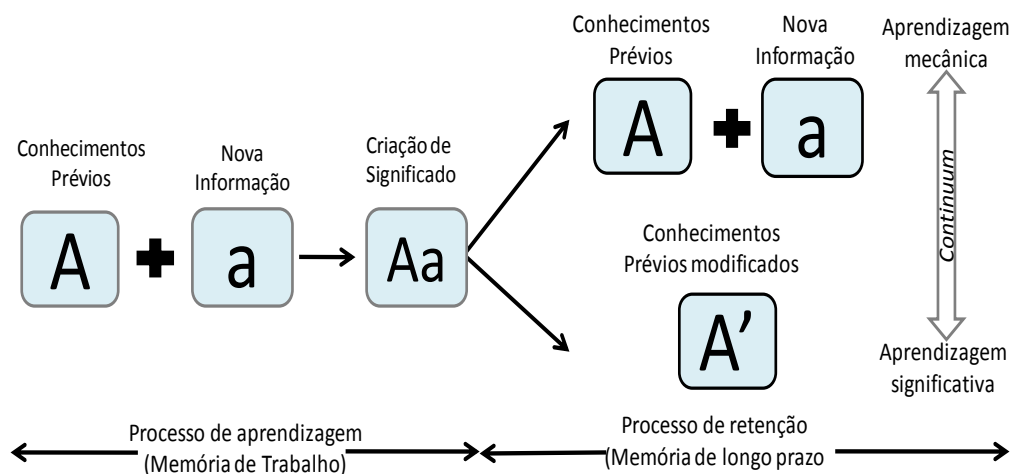 Conhecimentos
Prévios
A
+
Nova
Informação
a
Criação de
Significado
Aa
Conhecimentos
Prévios
A
+
Nova
Informação
a
Conhecimentos
Prévios modificados
A’
Aprendizagem
mecânica
Continuum
Aprendizagem
significativa
Processo de aprendizagem
(Memória de Trabalho)
Processo de retenção
(Memória de longo prazo